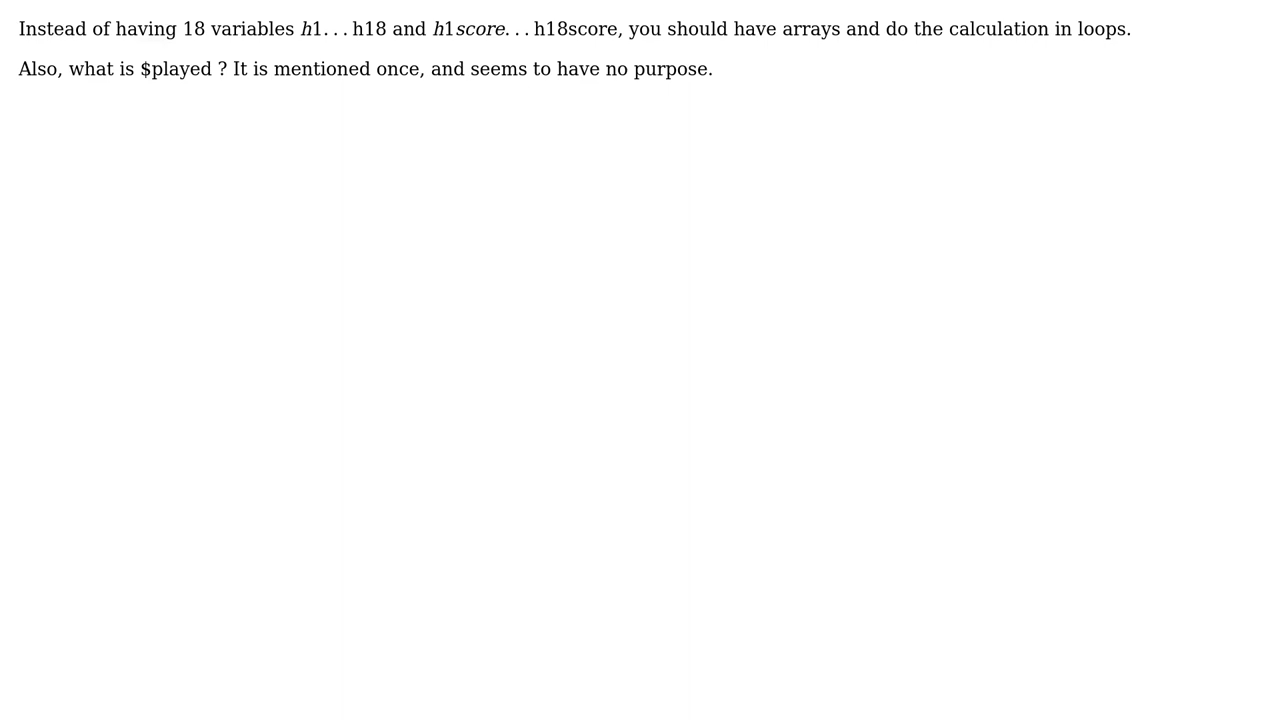 Instead of having 18 variables h1...h18 and h1score...h18score, you should have arrays and do the calculation in loops.
Also, what is $played ? It is mentioned once, and seems to have no purpose.